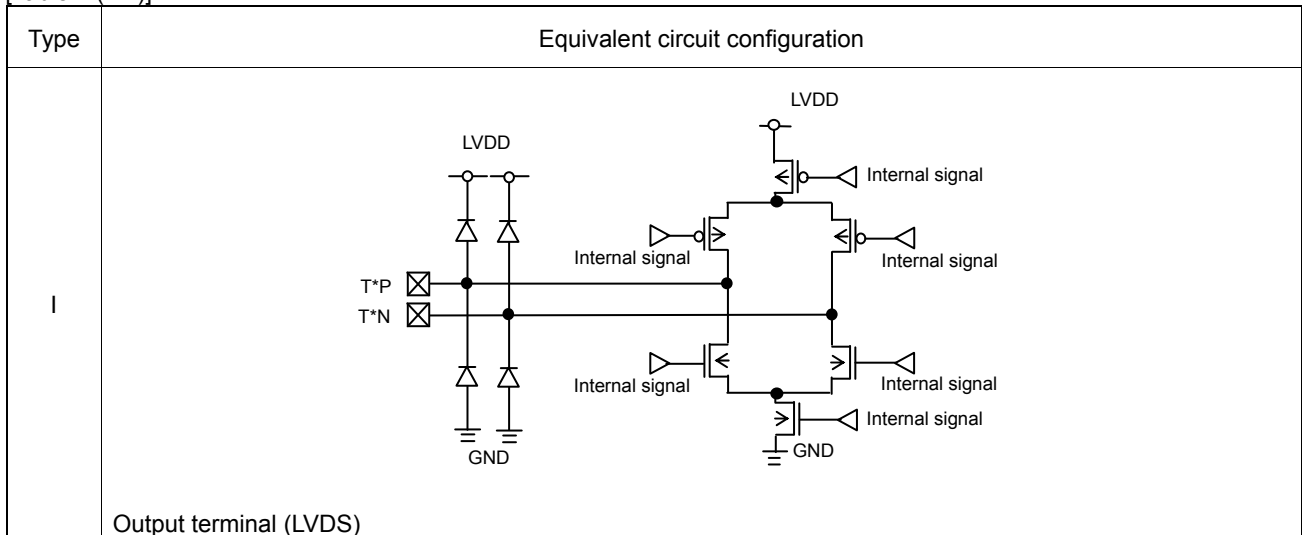 Type
Equivalent circuit configuration
I
LVDD
LVDD
Internal signal
Internal signal
Internal signal
T*P
T*N
Internal signal
Internal signal
Internal signal
GND
GND
Output terminal (LVDS)